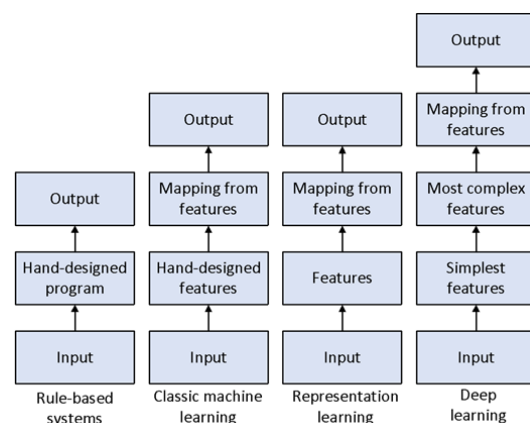 Output
Hand-designed
program
Input
Rule-based
systems
Output
Mapping from
features
Hand-designed
features
Input
Classic machine
learning
Output
Mapping from
features
Features
Input
Representation
learning
Output
Mapping from
features
Most complex
features
Simplest
features
Input
Deep
learning